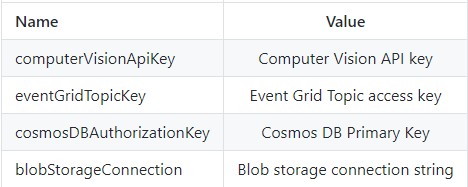 Name Value
computerVisionApiKey Computer Vision API key
eventGridTopicKey Event Grid Topic access key
cosmosDBAuthorizationKey Cosmos DB Primary Key
blobStorageConnection Blob storage connection string